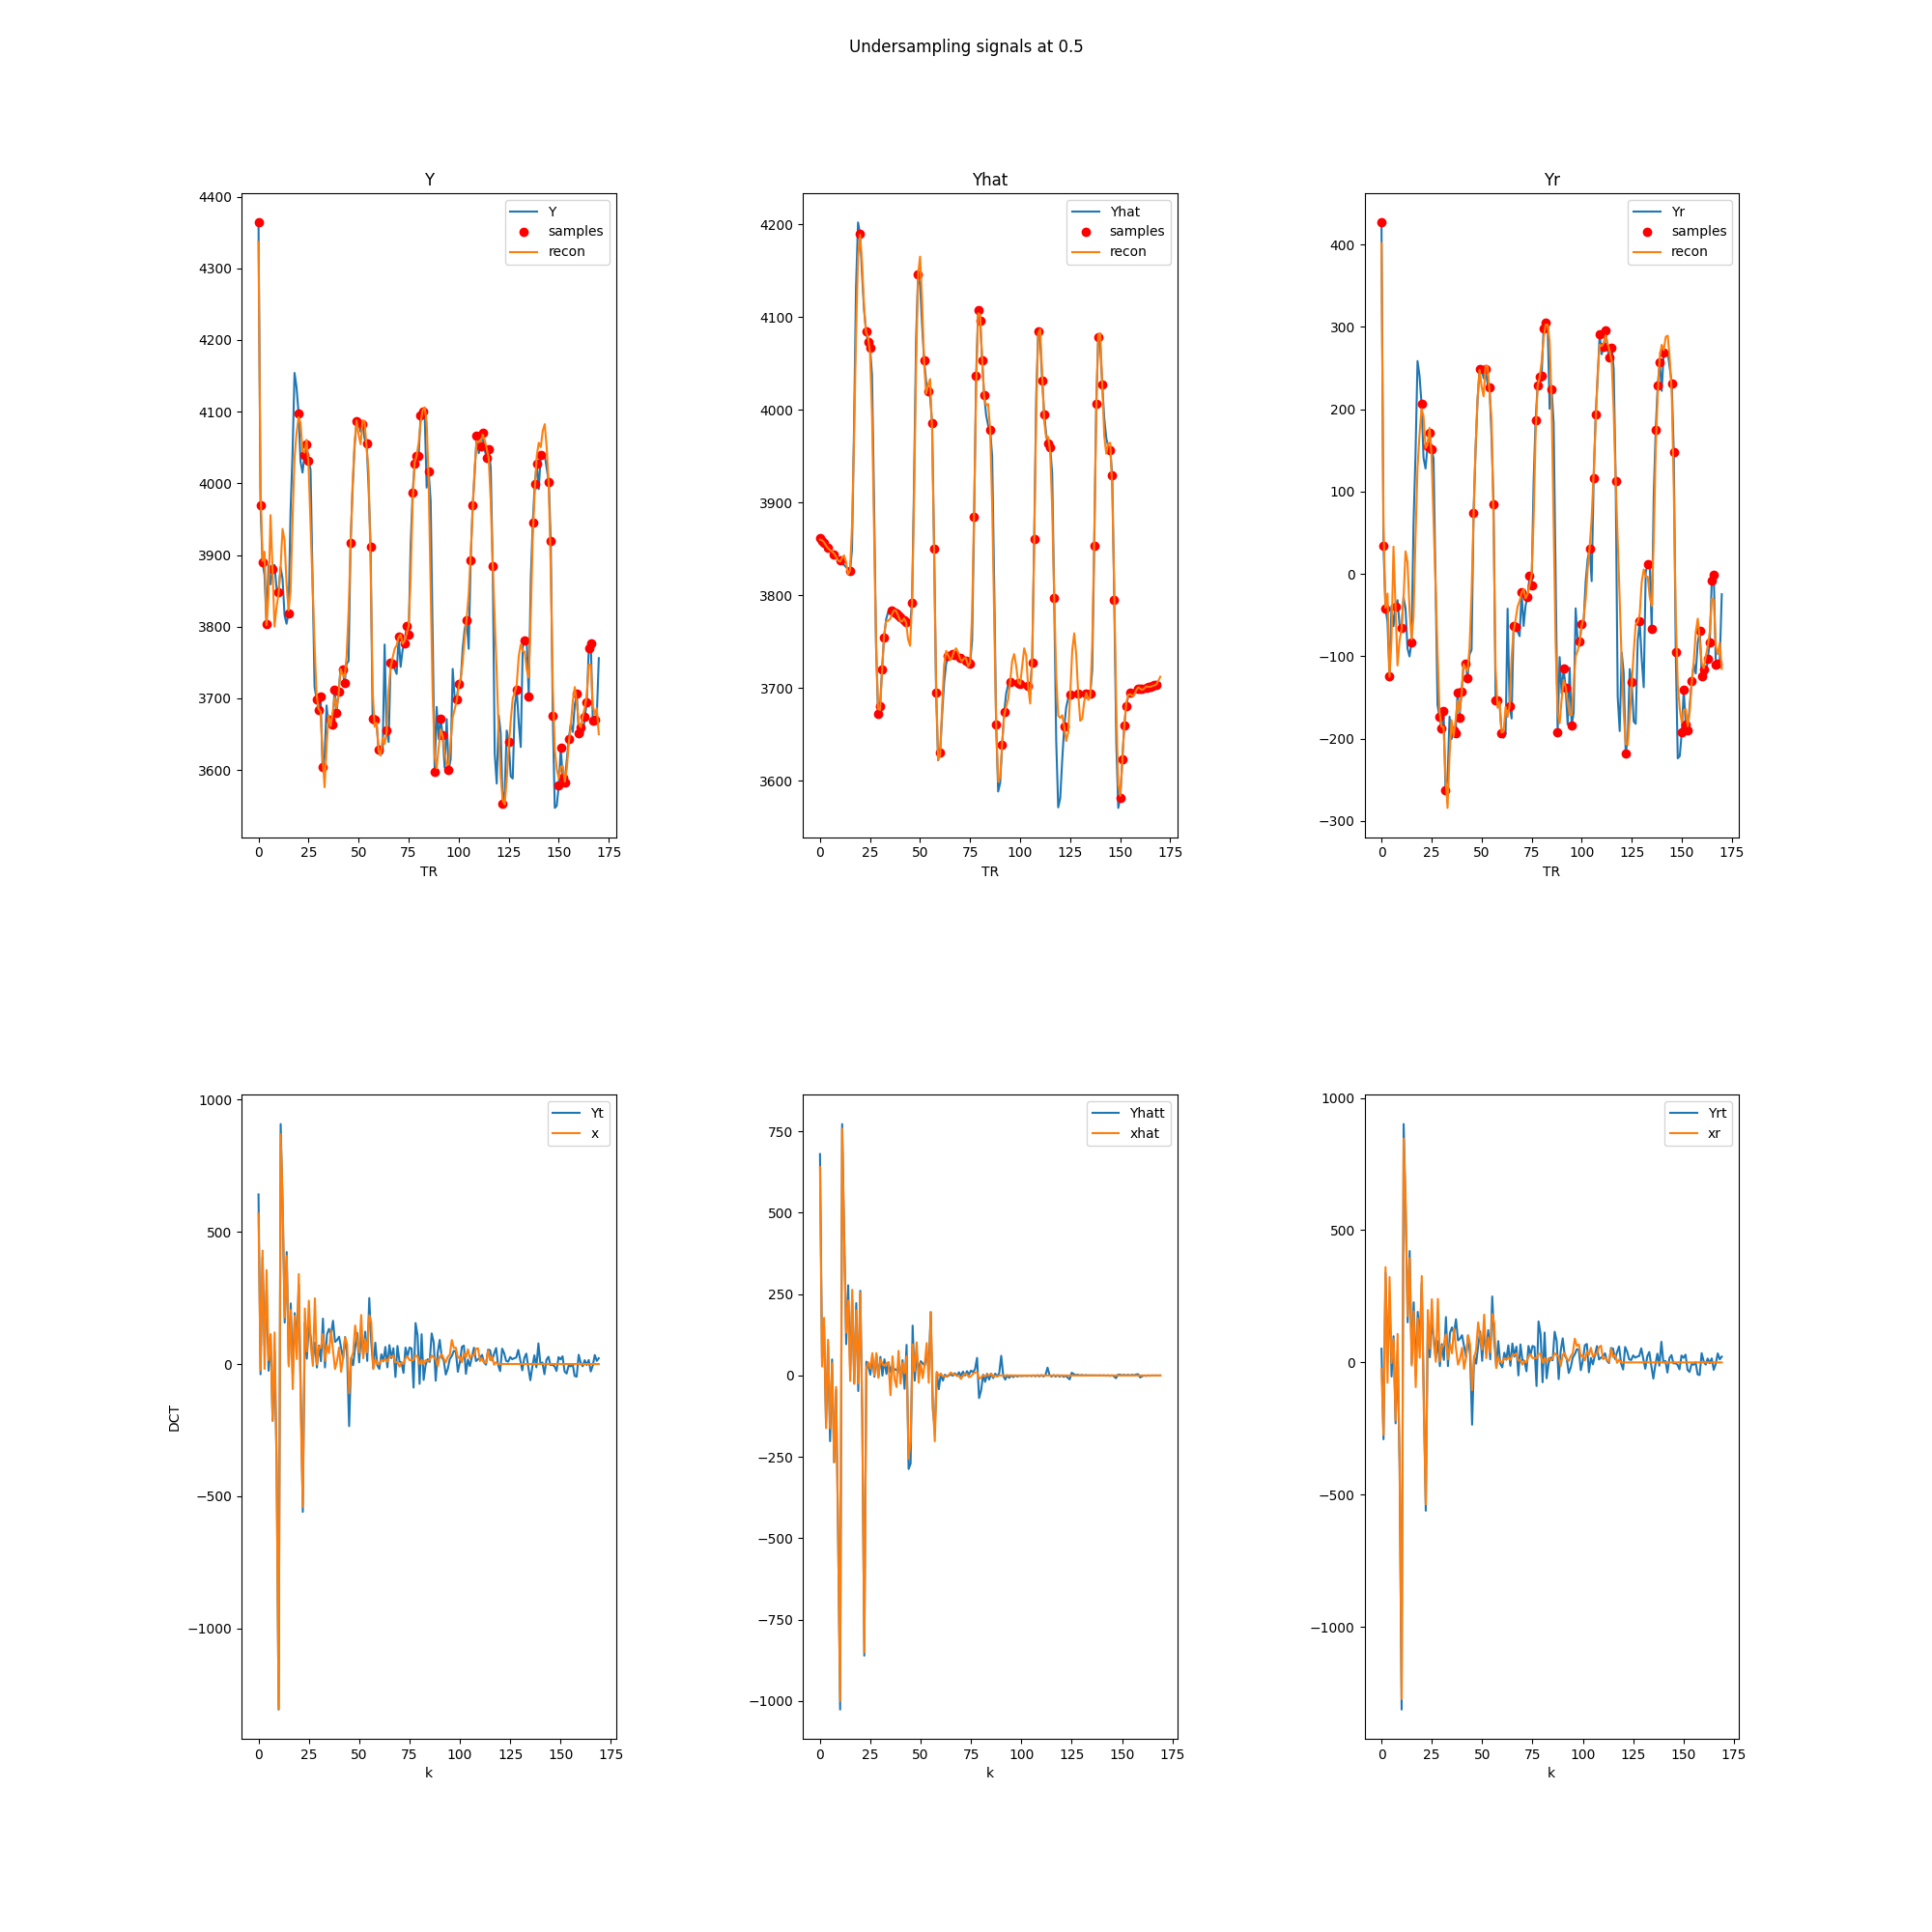 Undersampling signals at 0.5
Y
4400
4300
4200
4100
4000
3900
3800
3700
3600
0 25 50 75 100 125 150 175
TR
Y
samples
recon
Yhat
4200
4100
4000
3900
3800
3700
3600
0 25 50 75 100 125 150 175
TR
Yhat
samples
recon
Yr
400
300
200
100
0
−100
−200
−300
0 25 50 75 100 125 150 175
TR
Yr
samples
recon
DCT
1000
500
0
−500
−1000
0 25 50 75 100 125 150 175
k
Yt
x
750
500
250
0
−250
−500
−750
−1000
0 25 50 75 100 125 150 175
k
Yhatt
xhat
1000
500
0
−500
−1000
0 25 50 75 100 125 150 175
k
Yrt
xr